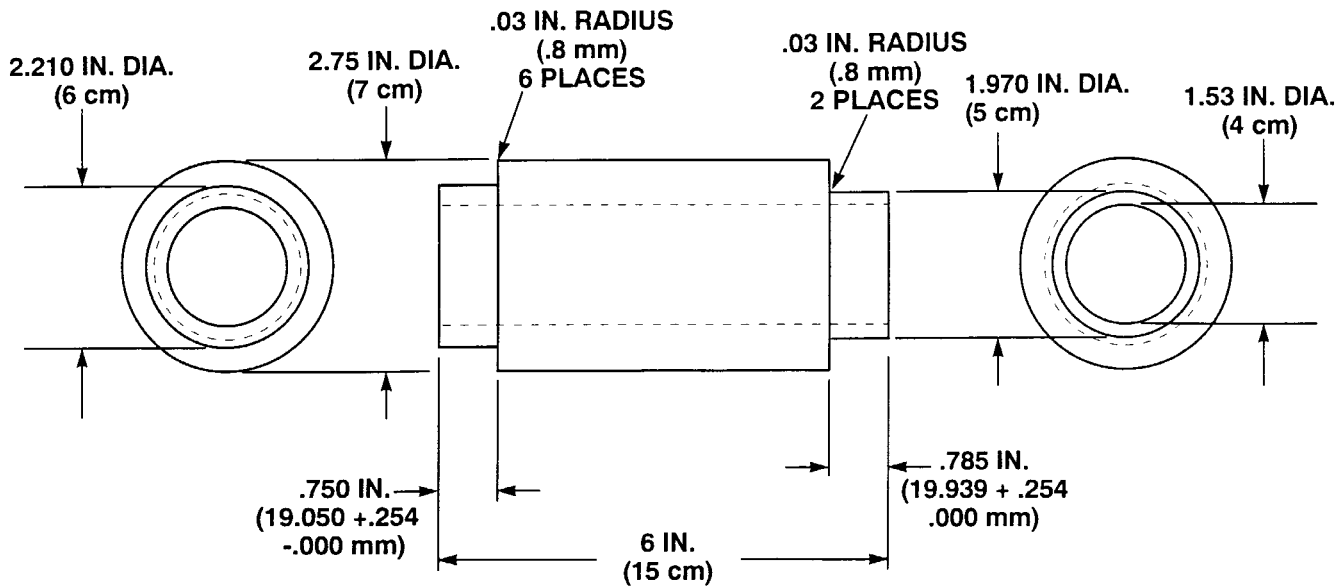 2.210 IN. DIA.
(6 cm)
2.75 IN. DIA.
(7 cm)
.03 IN. RADIUS
(.8 mm)
6 PLACES
.03 IN. RADIUS
(.8 mm)
2 PLACES
1.970 IN. DIA.
(5 cm)
1.53 IN. DIA.
(4 cm)
.750 IN.
(19.050 +.254
-.000 mm)
6 IN.
(15 cm)
.785 IN.
(19.939 + .254
.000 mm)